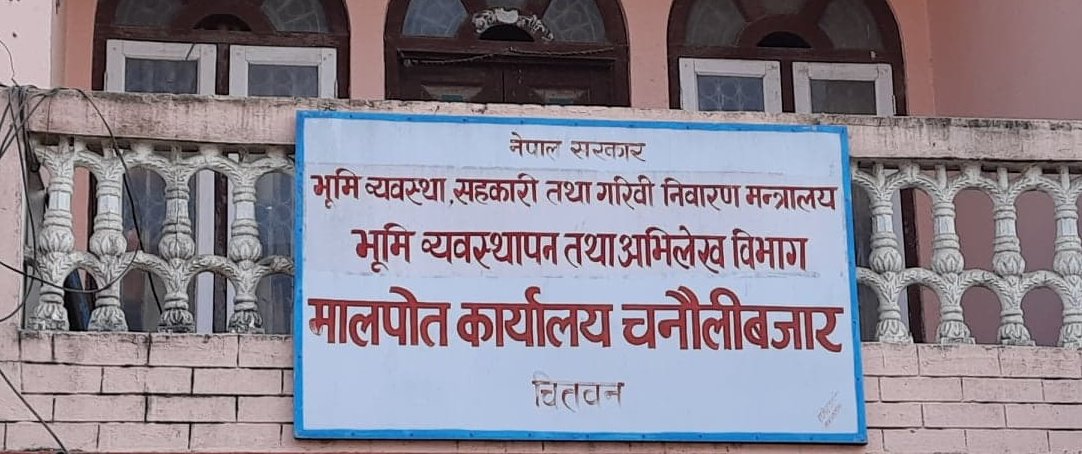 नेपाल सरकार
भूमि व्यवस्था, सहकारी तथा गरिवी निवारण मन्त्रालय
भूमि व्यवस्थापन तथा अभिलेख विभाग
मालपोत कार्यालय चनौलीबजार
चितवन